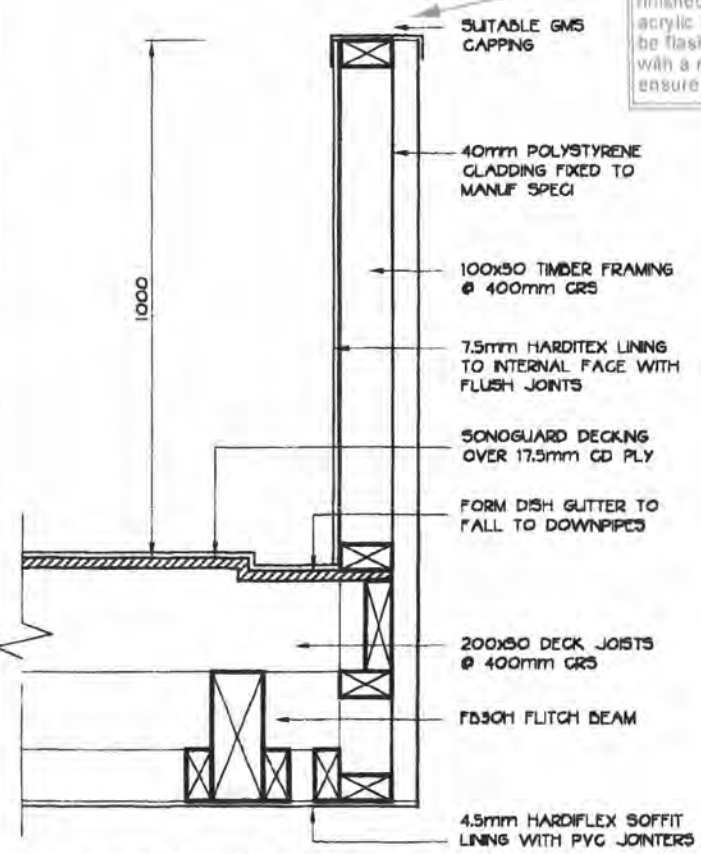 SUITABLE GMS
CAPPING
finished
acrylic
be flas
with a
ensure
40mm POLYSTYRENE
CLADDING FIXED TO
MANUF SPECI
1000
100x50 TIMBER FRAMING
@ 400mm CRS
7.5mm HARDITEX LINING
TO INTERNAL FACE WITH
FLUSH JOINTS
SONOGUARD DECKING
OVER 17.5mm CD PLY
FORM DISH GUTTER TO
FALL TO DOWNPIPES
200x50 DECK JOISTS
@ 400mm CRS
FB30H FLITCH BEAM
4.5mm HARDIFLEX SOFFIT
LINING WITH PVC JOINTERS